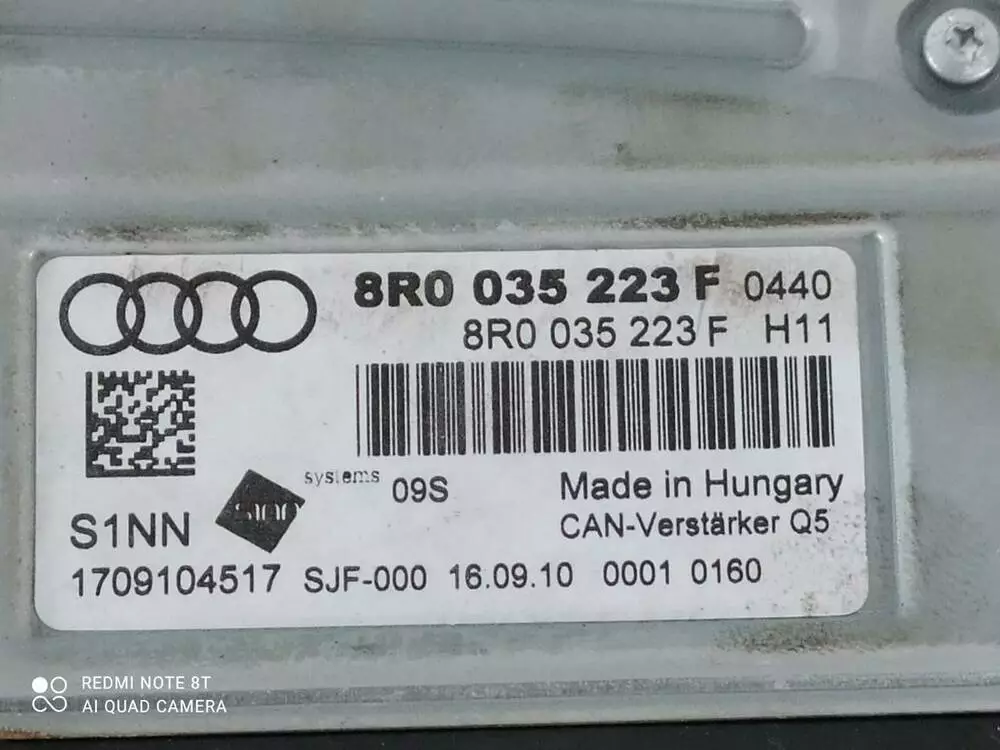 8R0 035 223 F 0440
8R0 035 223 F H11
systems 09S
Made in Hungary
CAN-Verstärker Q5
S1NN
1709104517 SJF-000 16.09.10 0001 0160
REDMI NOTE 8T
AI QUAD CAMERA